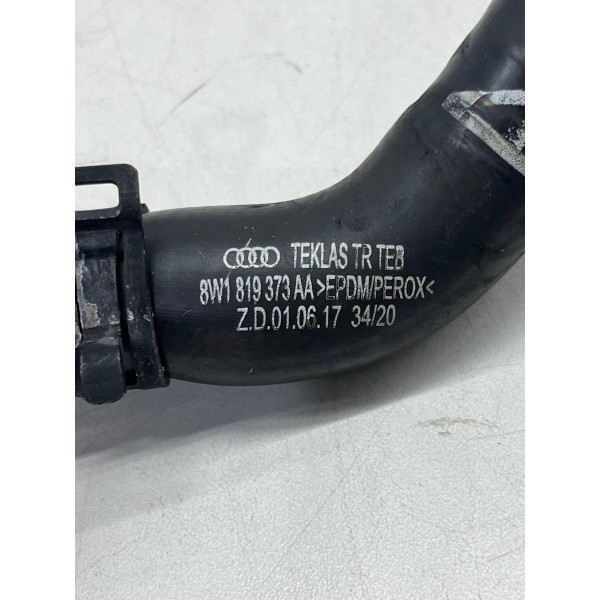 TEKLAS TR TEB
8W1 819 373 AA >EPDM/PEROX<
Z.D.01.06.17 34/20